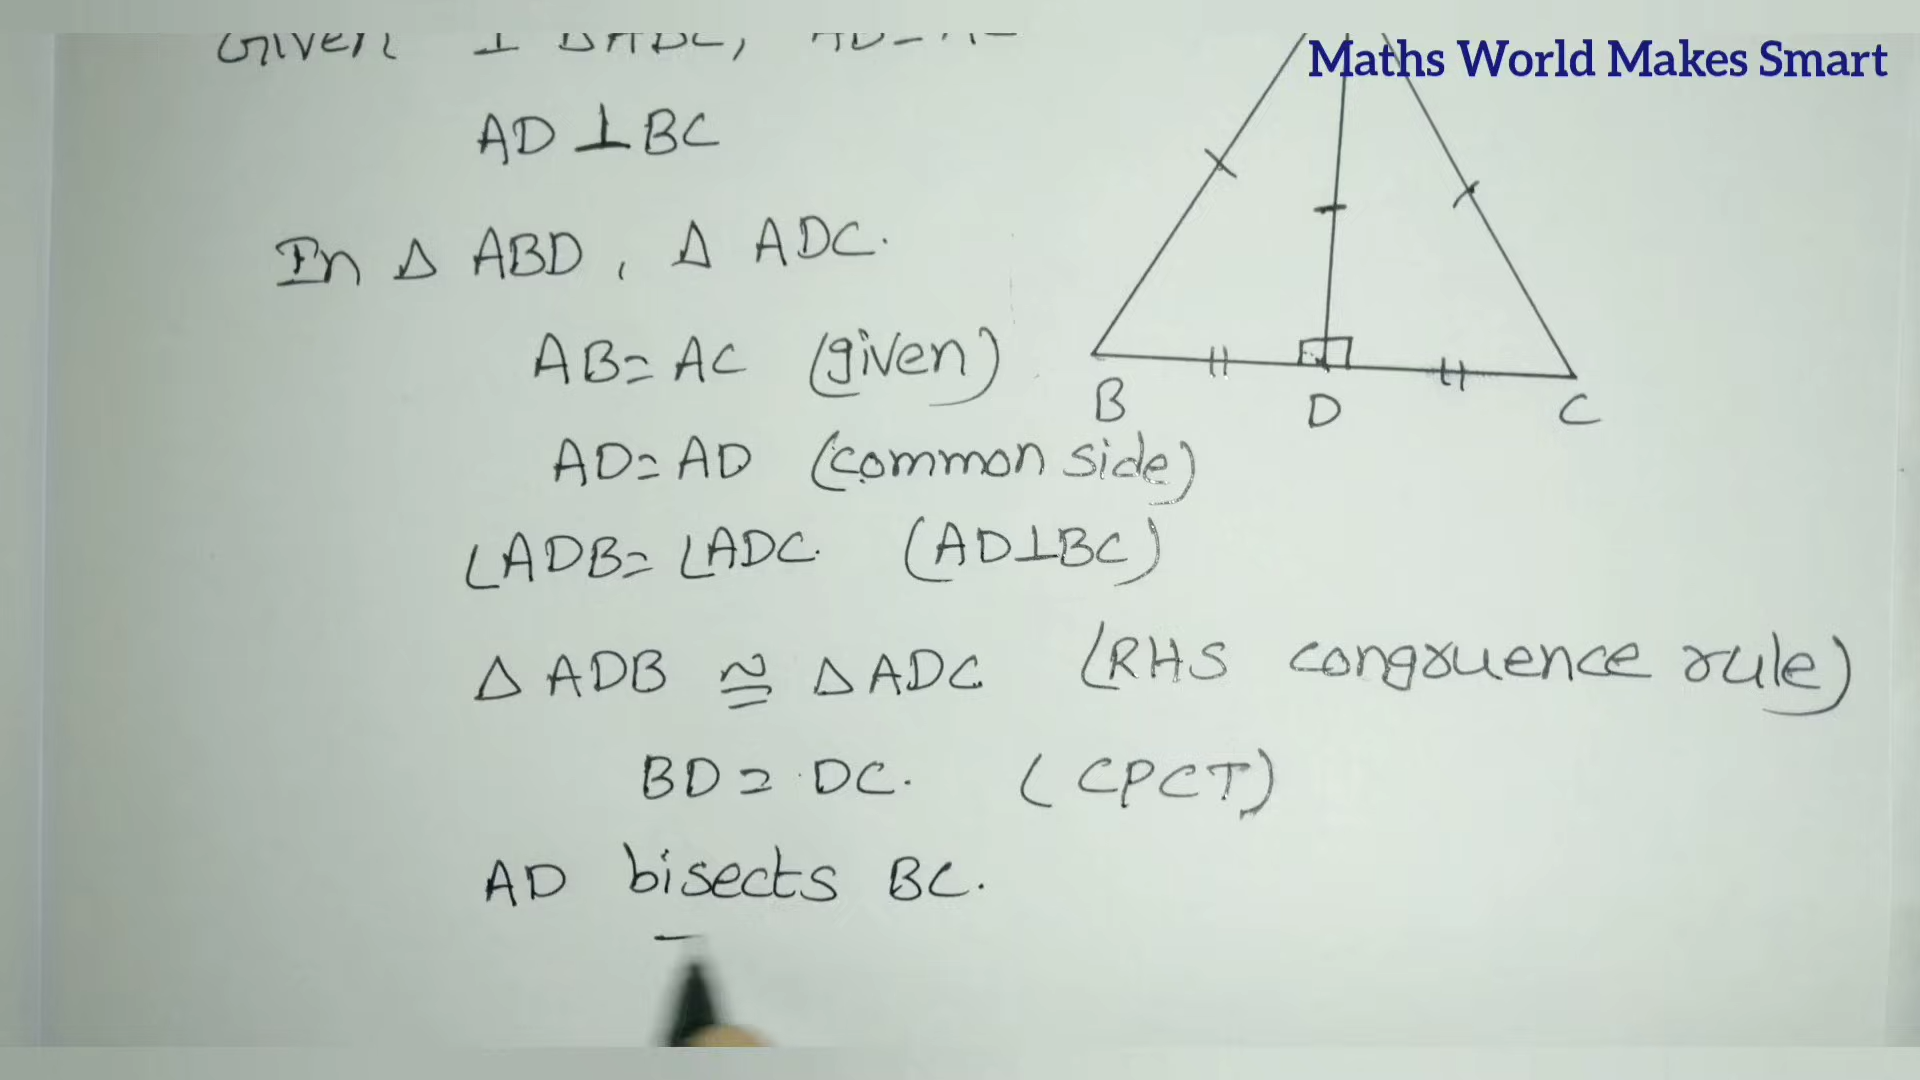 Maths World Makes Smart
Given
AD ⊥ BC
In Δ ABD , Δ ADC.
AB = AC (given)
AD = AD (common side)
∠ADB = ∠ADC. (AD⊥BC)
Δ ADB ≅ Δ ADC (RHS congruence rule)
BD = DC. (CPCT)
AD bisects BC.
B D C